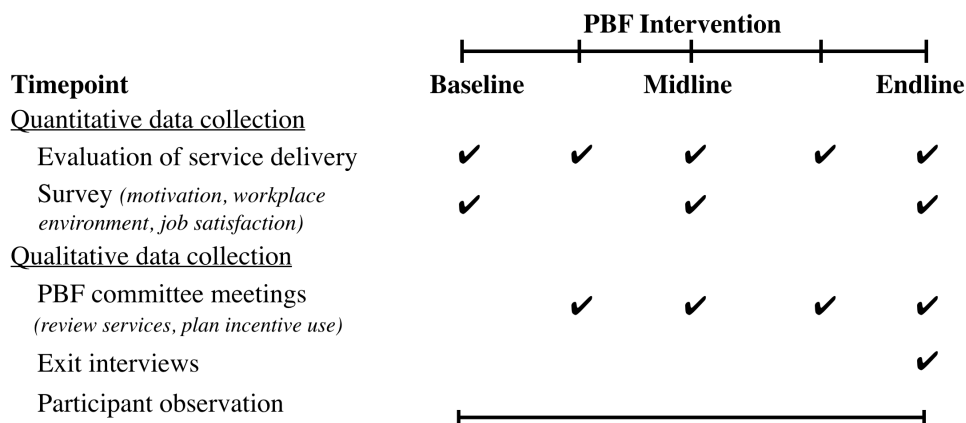 PBF Intervention
Timepoint Baseline Midline Endline
Quantitative data collection
Evaluation of service delivery ✔ ✔ ✔ ✔ ✔
Survey (motivation, workplace
environment, job satisfaction) ✔ ✔ ✔
Qualitative data collection
PBF committee meetings
(review services, plan incentive use) ✔ ✔ ✔ ✔
Exit interviews ✔
Participant observation